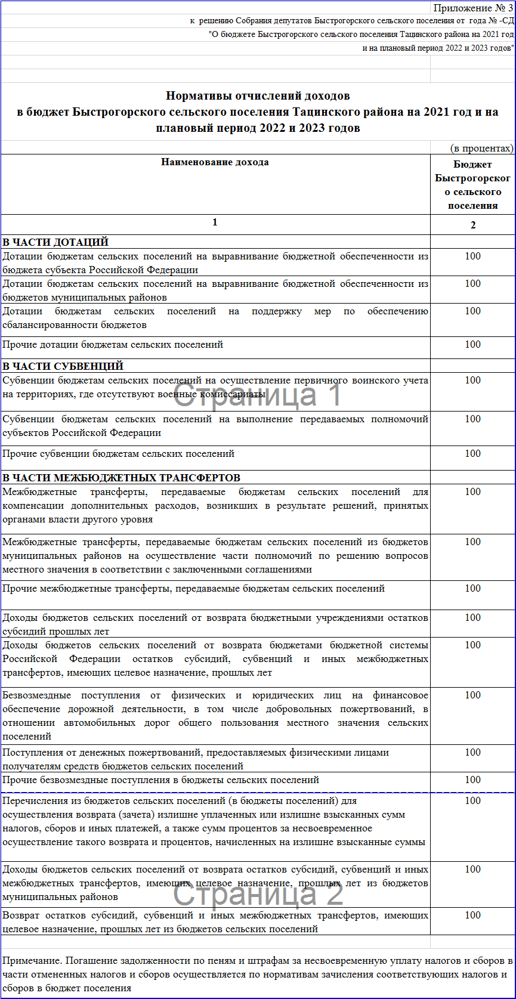 Приложение № 3
к решению Собрания депутатов Быстрогорского сельского поселения от года № -СД
"О бюджете Быстрогорского сельского поселения Тацинского района на 2021 год
и на плановый период 2022 и 2023 годов"
Нормативы отчислений доходов
в бюджет Быстрогорского сельского поселения Тацинского района на 2021 год и на
плановый период 2022 и 2023 годов
(в процентах)
Наименование дохода
Бюджет
Быстрогорског
о сельского
поселения
1
2
В ЧАСТИ ДОТАЦИЙ
Дотации бюджетам сельских поселений на выравнивание бюджетной обеспеченности из 100
бюджета субъекта Российской Федерации
Дотации бюджетам сельских поселений на выравнивание бюджетной обеспеченности из 100
бюджетов муниципальных районов
Дотации бюджетам сельских поселений на поддержку мер по обеспечению 100
сбалансированности бюджетов
Прочие дотации бюджетам сельских поселений 100
В ЧАСТИ СУБВЕНЦИЙ
Субвенции бюджетам сельских поселений на осуществление первичного воинского учета 100
на территориях, где отсутствуют военные комиссариаты
Страница 1
Субвенции бюджетам сельских поселений на выполнение передаваемых полномочий 100
субъектов Российской Федерации
Прочие субвенции бюджетам сельских поселений 100
В ЧАСТИ МЕЖБЮДЖЕТНЫХ ТРАНСФЕРТОВ
Межбюджетные трансферты, передаваемые бюджетам сельских поселений для 100
компенсации дополнительных расходов, возникших в результате решений, принятых
органами власти другого уровня
Межбюджетные трансферты, передаваемые бюджетам сельских поселений из бюджетов 100
муниципальных районов на осуществление части полномочий по решению вопросов
местного значения в соответствии с заключенными соглашениями
Прочие межбюджетные трансферты, передаваемые бюджетам сельских поселений 100
Доходы бюджетов сельских поселений от возврата бюджетными учреждениями остатков 100
субсидий прошлых лет
Доходы бюджетов сельских поселений от возврата бюджетами бюджетной системы 100
Российской Федерации остатков субсидий, субвенций и иных межбюджетных
трансфертов, имеющих целевое назначение, прошлых лет
Безвозмездные поступления от физических и юридических лиц на финансовое 100
обеспечение дорожной деятельности, в том числе добровольных пожертвований, в
отношении автомобильных дорог общего пользования местного значения сельских
поселений
Поступления от денежных пожертвований, предоставляемых физическими лицами 100
получателям средств бюджетов сельских поселений
Прочие безвозмездные поступления в бюджеты сельских поселений 100
Перечисления из бюджетов сельских поселений (в бюджеты поселений) для 100
осуществления возврата (зачета) излишне уплаченных или излишне взысканных сумм
налогов, сборов и иных платежей, а также сумм процентов за несвоевременное
осуществление такого возврата и процентов, начисленных на излишне взысканные суммы
Доходы бюджетов сельских поселений от возврата остатков субсидий, субвенций и иных 100
межбюджетных трансфертов, имеющих целевое назначение, прошлых лет из бюджетов
муниципальных районов
Страница 2
Возврат остатков субсидий, субвенций и иных межбюджетных трансфертов, имеющих 100
целевое назначение, прошлых лет из бюджетов сельских поселений
Примечание. Погашение задолженности по пеням и штрафам за несвоевременную уплату налогов и сборов в
части отмененных налогов и сборов осуществляется по нормативам зачисления соответствующих налогов и
сборов в бюджет поселения